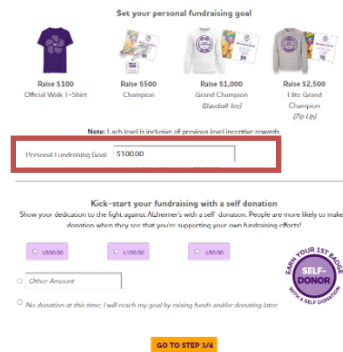 Set your personal fundraising goal
Raise $100
Official Walk T-Shirt
Raise $500
Champion
Raise $1,000
Grand Champion
(Baseball Tee)
Raise $2,500
Elite Grand
Champion
(Zip Up)
Note: Each level is inclusive of previous level incentive rewards.
Personal Fundraising Goal: $100.00
Kick-start your fundraising with a self donation
Show your dedication to the fight against Alzheimer's with a self donation. People are more likely to make
donation when they see that you're supporting your own fundraising efforts!
$100.00
$50.00
Other Amount
No donation at this time; I will reach my goal by raising funds and/or donating later.
EARN YOUR 1ST BADGE
SELF-
DONOR
WITH A SELF DONATION
GO TO STEP 3/4